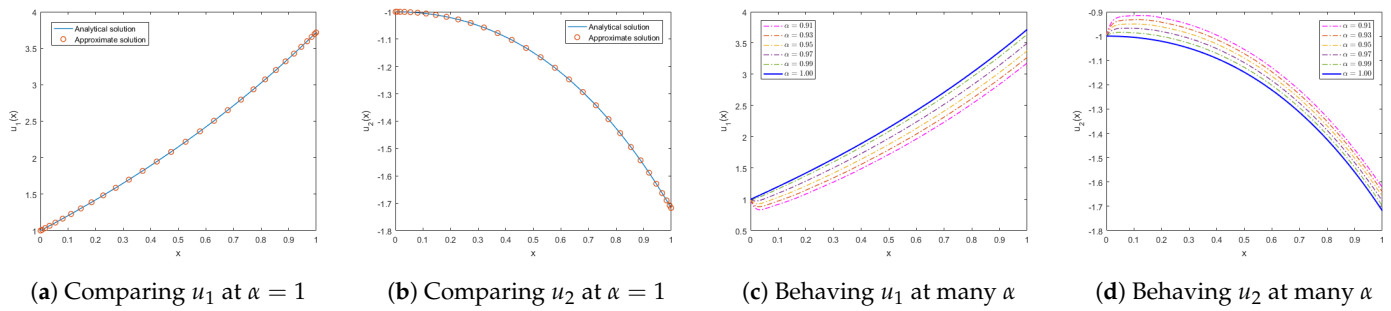 4
3.5
3
2.5
2
1.5
1
0 0.1 0.2 0.3 0.4 0.5 0.6 0.7 0.8 0.9 1
x
u₁(x)
Analytical solution
Approximate solution
(a) Comparing u₁ at α = 1
-1
-1.1
-1.2
-1.3
-1.4
-1.5
-1.6
-1.7
-1.8
0 0.1 0.2 0.3 0.4 0.5 0.6 0.7 0.8 0.9 1
x
u₂(x)
Analytical solution
Approximate solution
(b) Comparing u₂ at α = 1
4
3.5
3
2.5
2
1.5
1
0.5
0 0.1 0.2 0.3 0.4 0.5 0.6 0.7 0.8 0.9 1
x
u₁(x)
α = 0.91
α = 0.93
α = 0.95
α = 0.97
α = 0.99
α = 1.00
(c) Behaving u₁ at many α
-0.9
-1
-1.1
-1.2
-1.3
-1.4
-1.5
-1.6
-1.7
-1.8
0 0.1 0.2 0.3 0.4 0.5 0.6 0.7 0.8 0.9 1
x
u₂(x)
α = 0.91
α = 0.93
α = 0.95
α = 0.97
α = 0.99
α = 1.00
(d) Behaving u₂ at many α